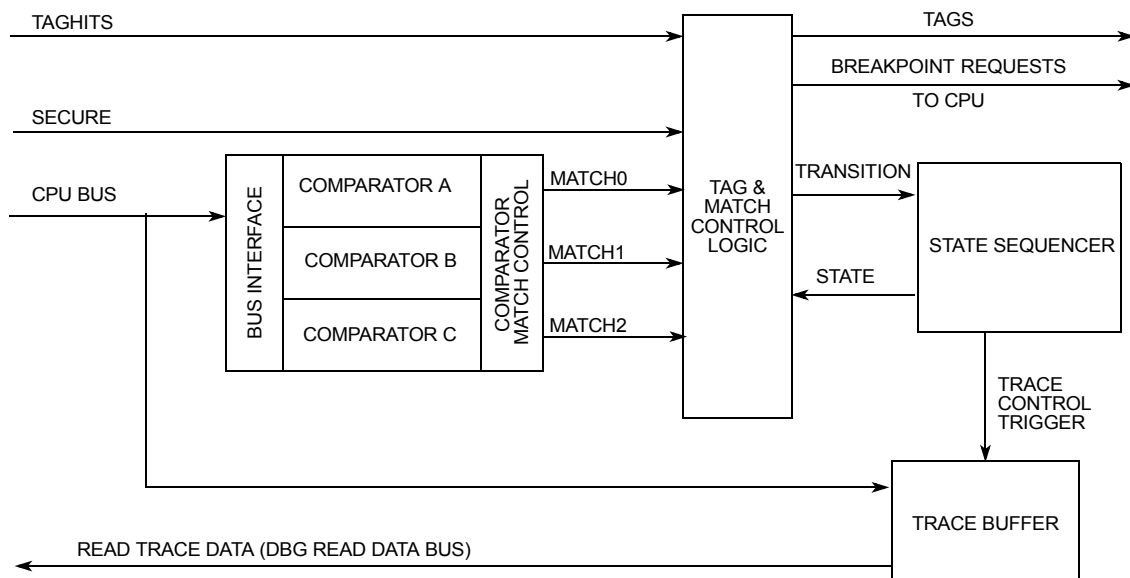 TAGHITS
TAGS
BREAKPOINT REQUESTS
TO CPU
SECURE
CPU BUS
BUS INTERFACE
COMPARATOR A
COMPARATOR B
COMPARATOR C
COMPARATOR
MATCH CONTROL
MATCH0
MATCH1
MATCH2
TAG &
MATCH
CONTROL
LOGIC
TRANSITION
STATE
STATE SEQUENCER
TRACE
CONTROL
TRIGGER
TRACE BUFFER
READ TRACE DATA (DBG READ DATA BUS)